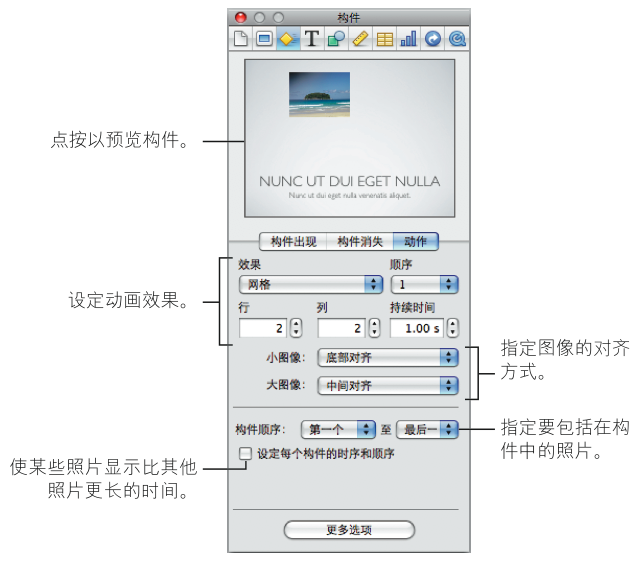 构件
点按以预览构件。
NUNC UT DUI EGET NULLA
Nunc ut dui eget nulla venenatis aliquet.
构件出现 构件消失 动作
效果 顺序
网格 1
设定动画效果。
行 列 持续时间
2 2 1.00 s
小图像: 底部对齐
大图像: 中间对齐
指定图像的对齐
方式。
构件顺序: 第一个 至 最后一
指定要包括在构
件中的照片。
设定每个构件的时序和顺序
使某些照片显示比其他
照片更长的时间。
更多选项